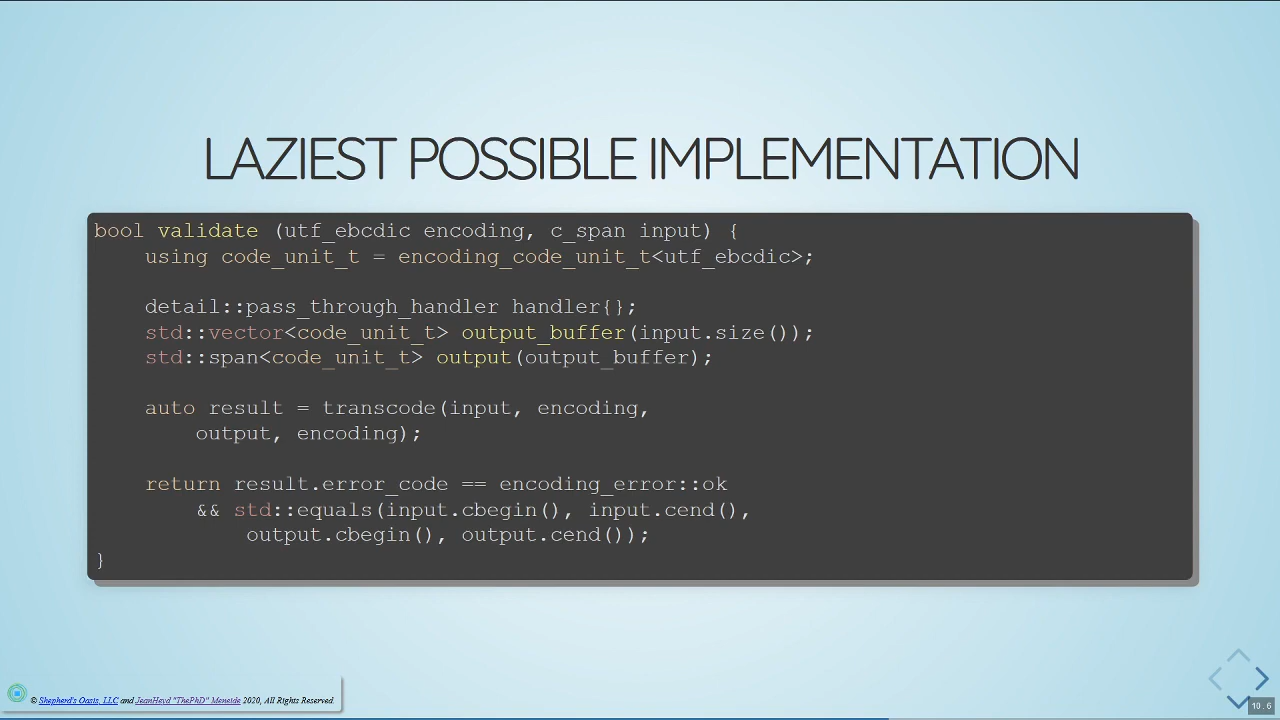 LAZIEST POSSIBLE IMPLEMENTATION
bool validate (utf_ebcdic encoding, c_span input) {
    using code_unit_t = encoding_code_unit_t<utf_ebcdic>;
    detail::pass_through_handler handler{};
    std::vector<code_unit_t> output_buffer(input.size());
    std::span<code_unit_t> output(output_buffer);
    auto result = transcode(input, encoding,
        output, encoding);
    return result.error_code == encoding_error::ok
        && std::equals(input.cbegin(), input.cend(),
            output.cbegin(), output.cend());
}
© Shepherd's Oasis, LLC and JeanHeyd "ThePhD" Meneide 2020, All Rights Reserved.
10.6